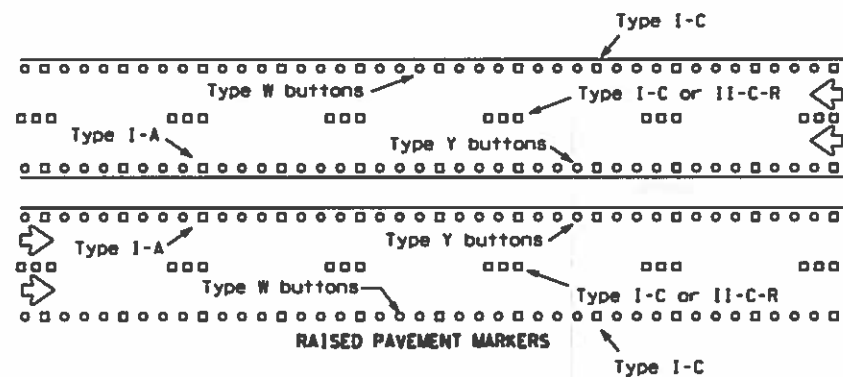 Type I-C
Type W buttons
Type I-C or II-C-R
Type I-A
Type Y buttons
Type I-A
Type Y buttons
Type W buttons
Type I-C or II-C-R
RAISED PAVEMENT MARKERS
Type I-C